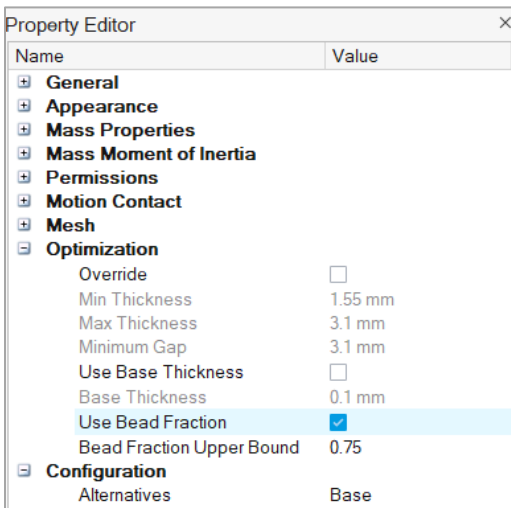 Property Editor
Name Value
General
Appearance
Mass Properties
Mass Moment of Inertia
Permissions
Motion Contact
Mesh
Optimization
Override
Min Thickness 1.55 mm
Max Thickness 3.1 mm
Minimum Gap 3.1 mm
Use Base Thickness
Base Thickness 0.1 mm
Use Bead Fraction
Bead Fraction Upper Bound 0.75
Configuration
Alternatives Base